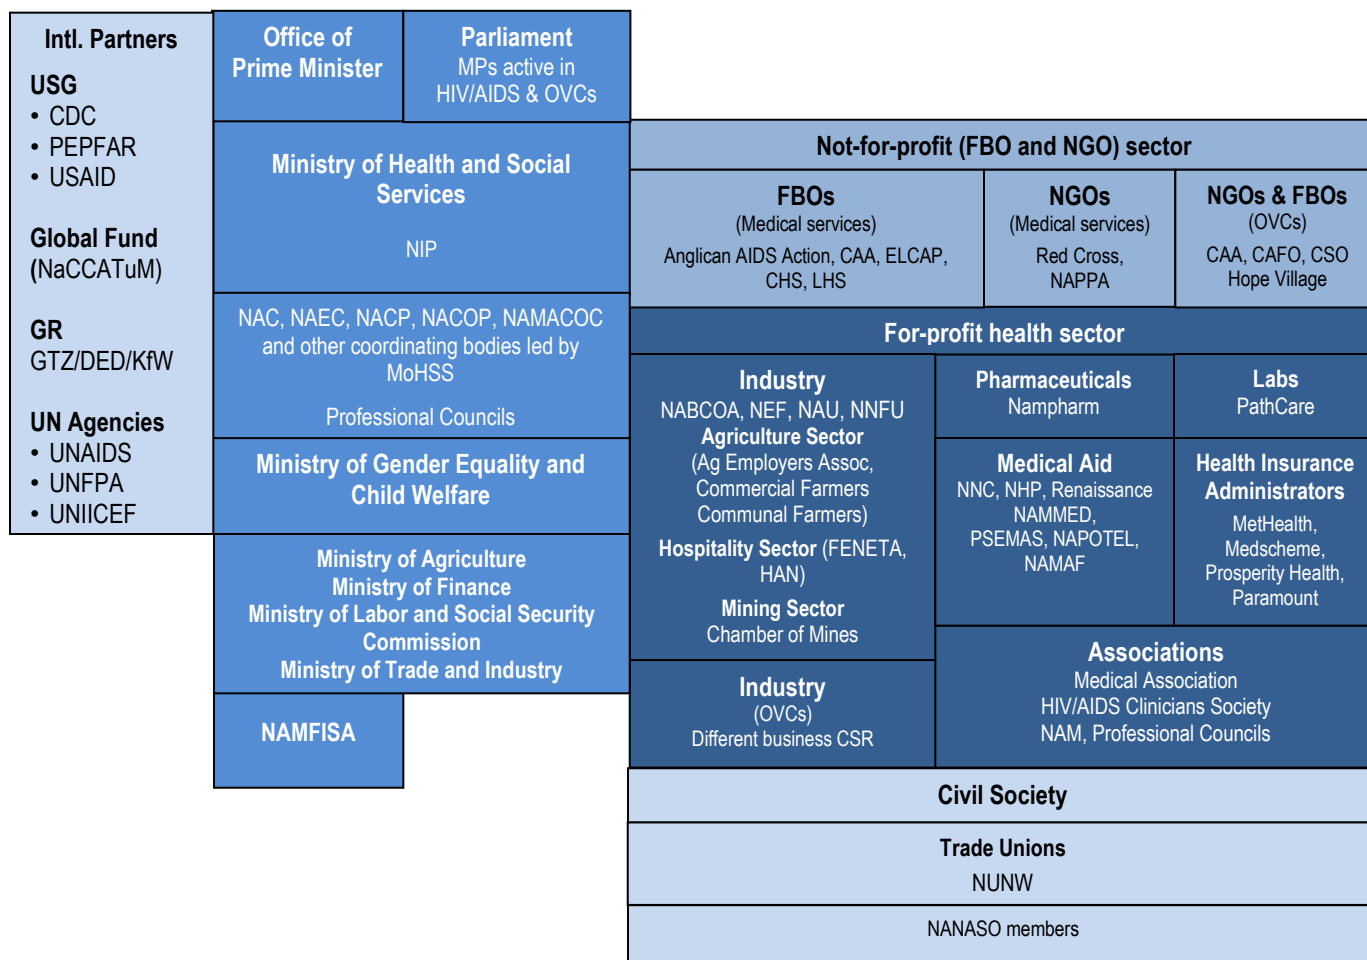 Intl. Partners
USG
• CDC
• PEPFAR
• USAID
Global Fund
(NaCCATuM)
GR
GTZ/DED/KfW
UN Agencies
• UNAIDS
• UNFPA
• UNIICEF
Office of
Prime Minister
Parliament
MPs active in
HIV/AIDS & OVCs
Ministry of Health and Social
Services
NIP
NAC, NAEC, NACP, NACOP, NAMACOC
and other coordinating bodies led by
MoHSS
Professional Councils
Ministry of Gender Equality and
Child Welfare
Ministry of Agriculture
Ministry of Finance
Ministry of Labor and Social Security
Commission
Ministry of Trade and Industry
NAMFISA
Not-for-profit (FBO and NGO) sector
FBOs
(Medical services)
Anglican AIDS Action, CAA, ELCAP,
CHS, LHS
NGOs
(Medical services)
Red Cross,
NAPPA
NGOs & FBOs
(OVCs)
CAA, CAFO, CSO
Hope Village
For-profit health sector
Industry
NABCOA, NEF, NAU, NNFU
Agriculture Sector
(Ag Employers Assoc,
Commercial Farmers
Communal Farmers)
Hospitality Sector (FENETA,
HAN)
Mining Sector
Chamber of Mines
Pharmaceuticals
Nampharm
Labs
PathCare
Medical Aid
NNC, NHP, Renaissance
NAMMED,
PSEMAS, NAPOTEL,
NAMAF
Health Insurance
Administrators
MetHealth,
Medscheme,
Prosperity Health,
Paramount
Industry
(OVCs)
Different business CSR
Associations
Medical Association
HIV/AIDS Clinicians Society
NAM, Professional Councils
Civil Society
Trade Unions
NUNW
NANASO members